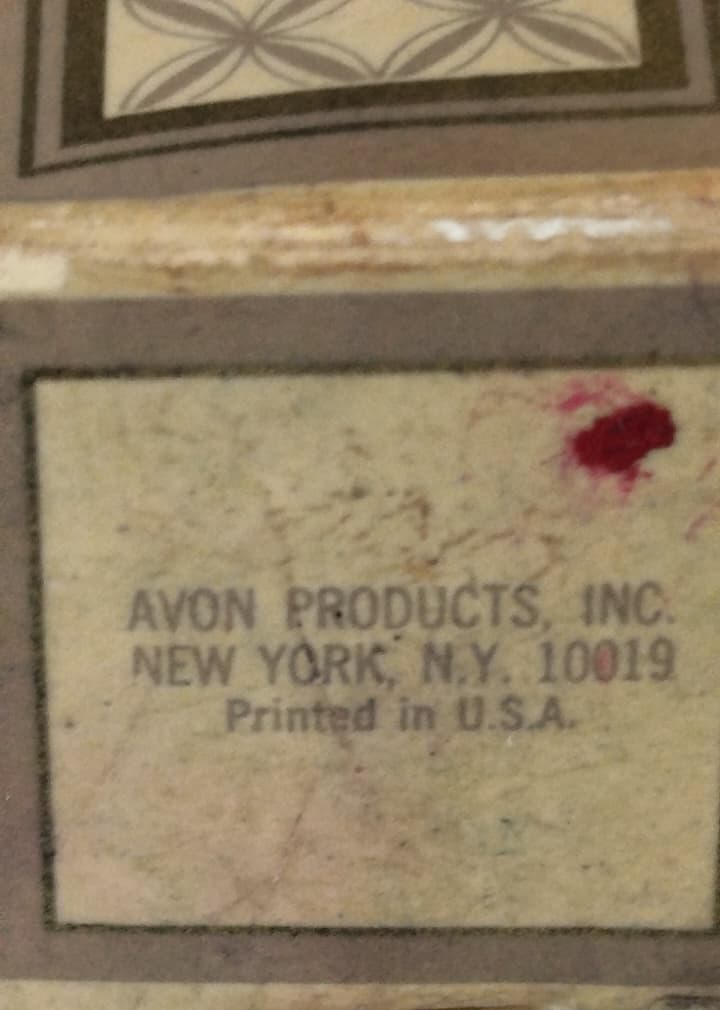 AVON PRODUCTS, INC.
NEW YORK, N.Y. 10019
Printed in U.S.A.